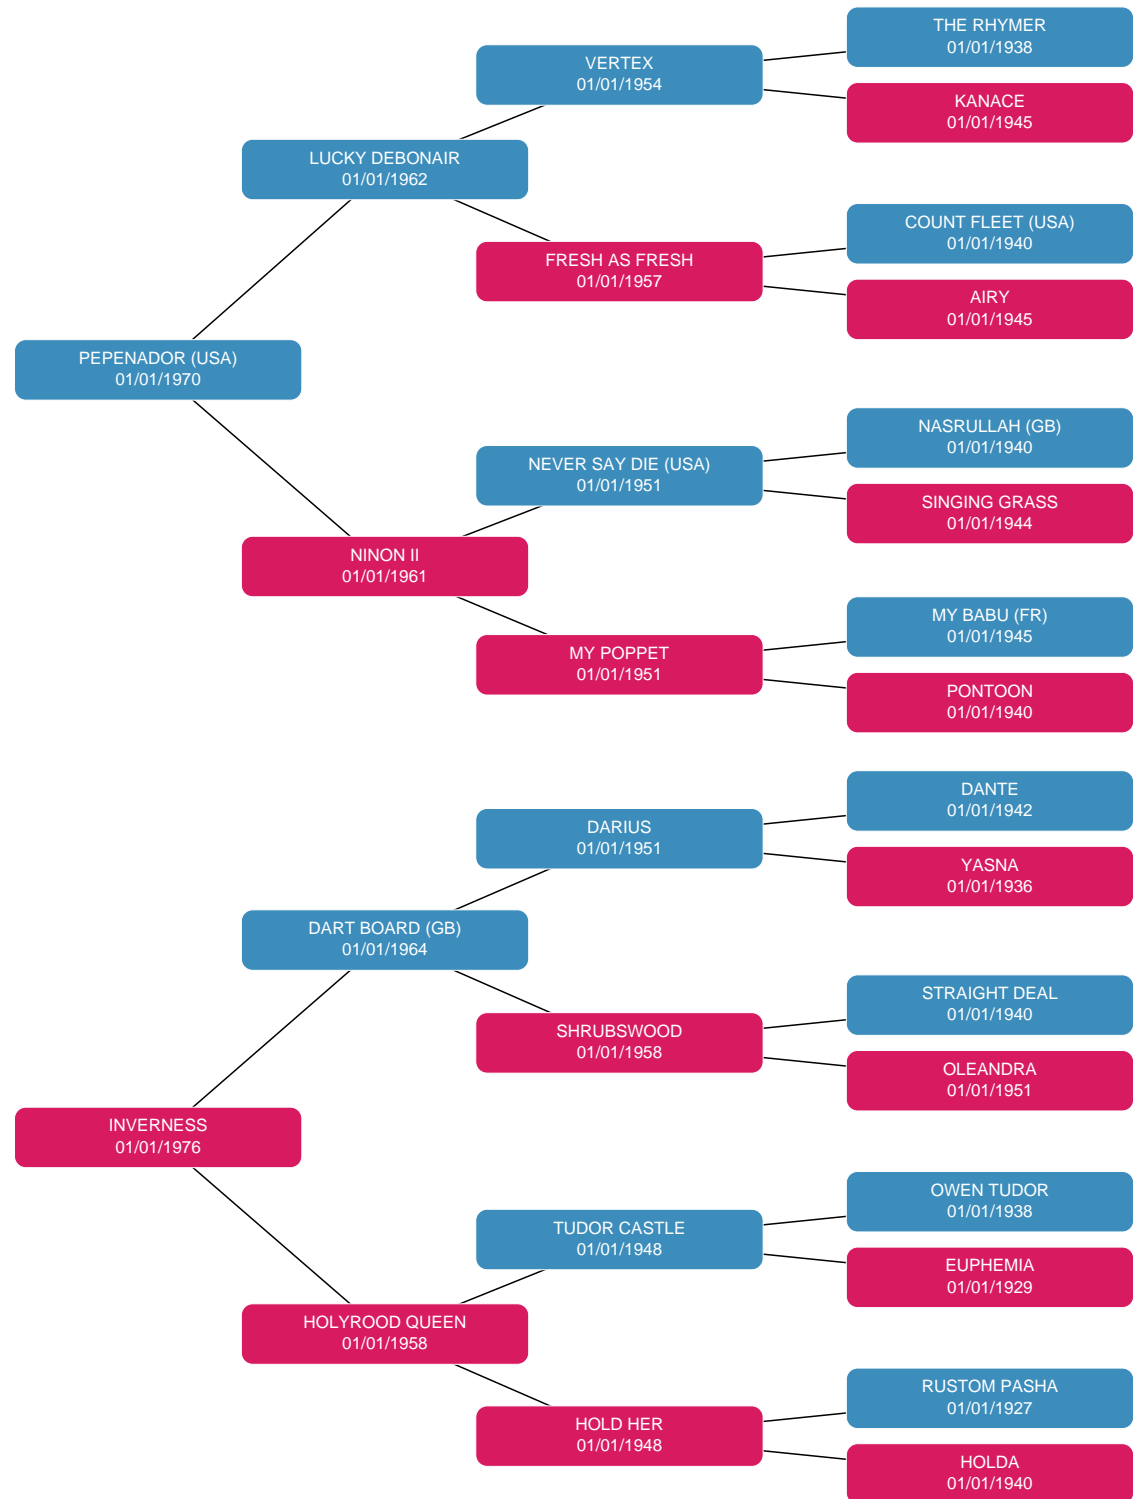 THE RHYMER
01/01/1938
VERTEX
01/01/1954
KANACE
01/01/1945
LUCKY DEBONAIR
01/01/1962
COUNT FLEET (USA)
01/01/1940
FRESH AS FRESH
01/01/1957
AIRY
01/01/1945
PEPENADOR (USA)
01/01/1970
NASRULLAH (GB)
01/01/1940
NEVER SAY DIE (USA)
01/01/1951
SINGING GRASS
01/01/1944
NINON II
01/01/1961
MY BABU (FR)
01/01/1945
MY POPPET
01/01/1951
PONTOON
01/01/1940
DANTE
01/01/1942
DARIUS
01/01/1951
YASNA
01/01/1936
DART BOARD (GB)
01/01/1964
STRAIGHT DEAL
01/01/1940
SHRUBSWOOD
01/01/1958
OLEANDRA
01/01/1951
INVERNESS
01/01/1976
OWEN TUDOR
01/01/1938
TUDOR CASTLE
01/01/1948
EUPHEMIA
01/01/1929
HOLYROOD QUEEN
01/01/1958
RUSTOM PASHA
01/01/1927
HOLD HER
01/01/1948
HOLDA
01/01/1940